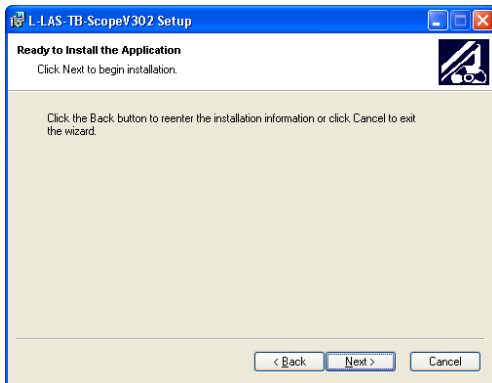 L-LAS-TB-ScopeV302 Setup
Ready to Install the Application
Click Next to begin installation.
Click the Back button to reenter the installation information or click Cancel to exit
the wizard.
< Back
Next >
Cancel